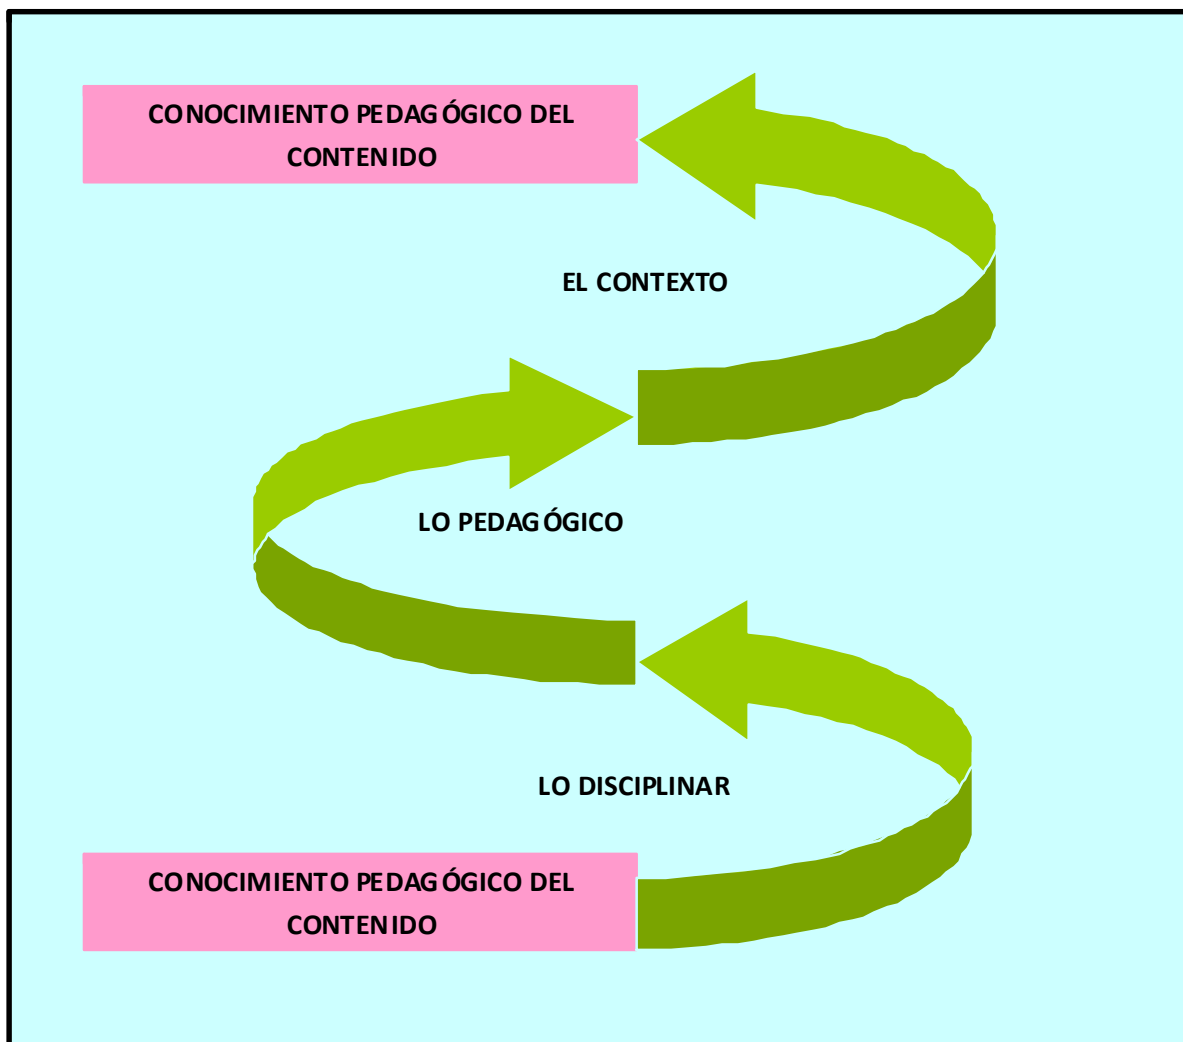 CONOCIMIENTO PEDAGÓGICO DEL
CONTENIDO
EL CONTEXTO
LO PEDAGÓGICO
LO DISCIPLINAR
CONOCIMIENTO PEDAGÓGICO DEL
CONTENIDO